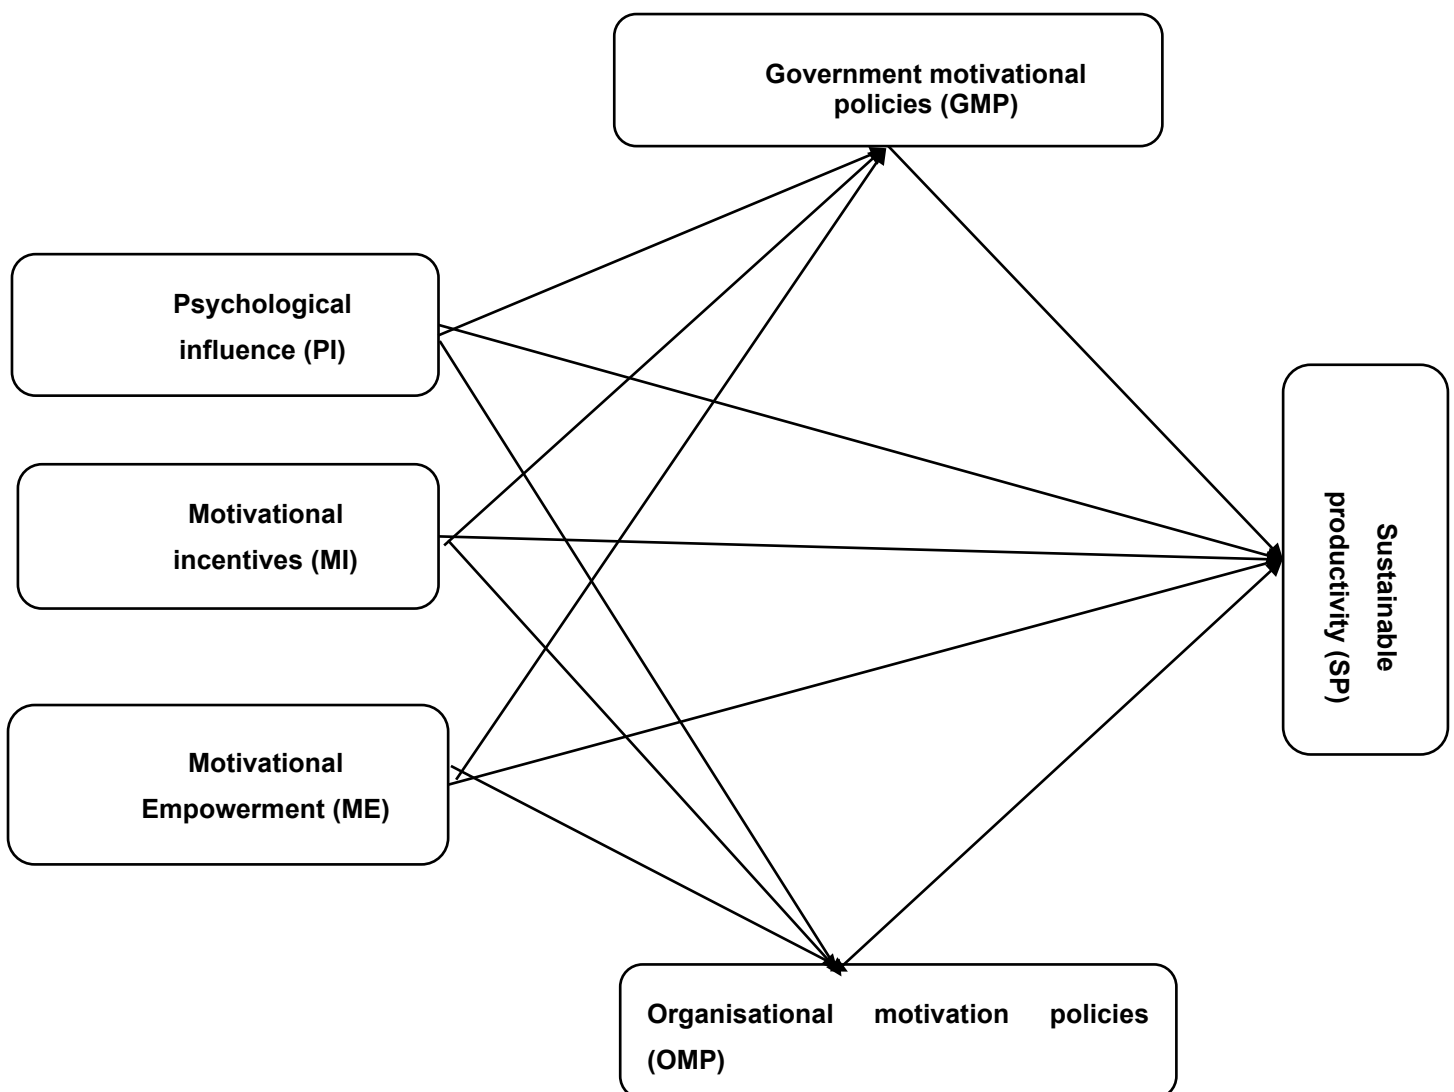 Government motivational
policies (GMP)
Psychological
influence (PI)
Motivational
incentives (MI)
Motivational
Empowerment (ME)
Sustainable
productivity (SP)
Organisational motivation policies
(OMP)